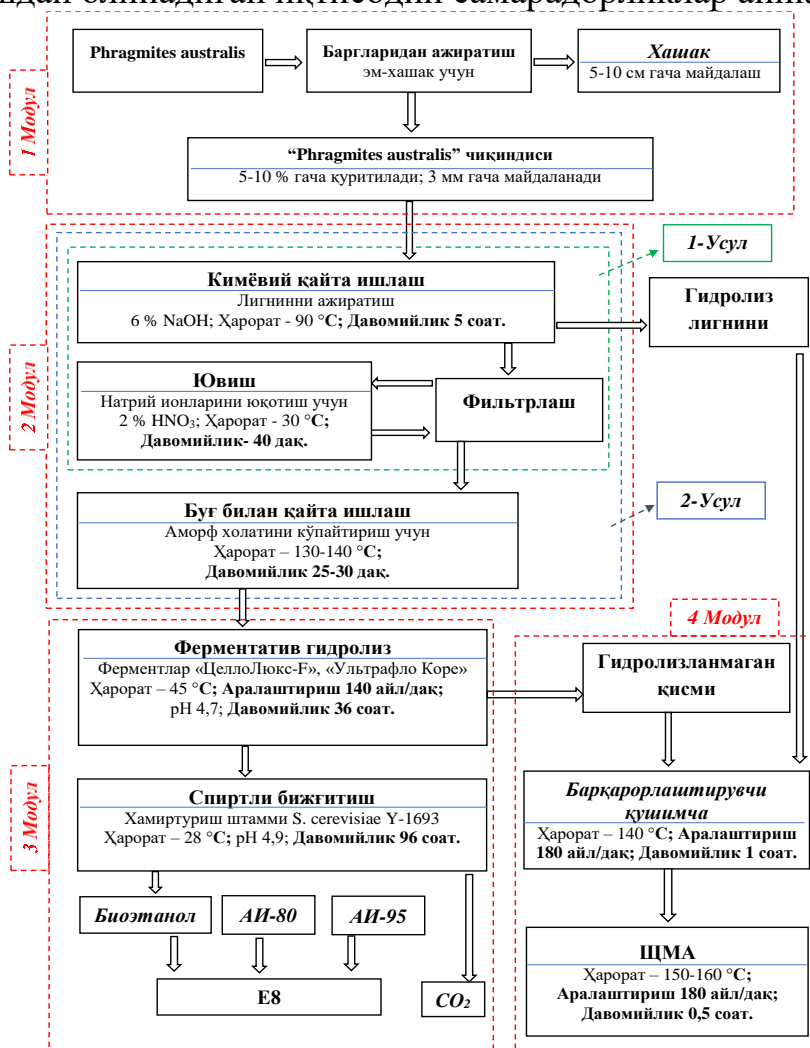 Phragmites australis
Баргларидан ажиратиш
эм-хашак учун
Хашак
5-10 см гача майдалаш
1 Модул
“Phragmites australis” чиқиндиси
5-10 % гача қуритилади; 3 мм гача майдаланади
1-Усул
Кимёвий қайта ишлаш
Лигнинни ажиратиш
6 % NaOH; Ҳарорат - 90 °С; Давомийлик 5 соат.
Гидролиз
лигнини
2 Модул
Ювиш
Натрий ионларини юқотиш учун
2 % HNO₃; Ҳарорат - 30 °С;
Давомийлик- 40 дақ.
Фильтрлаш
2-Усул
Буғ билан қайта ишлаш
Аморф холатини кўпайтириш учун
Ҳарорат – 130-140 °С;
Давомийлик 25-30 дақ.
4 Модул
Ферментатив гидролиз
Ферментлар «ЦеллоЛюкс-F», «Ультрафло Коре»
Ҳарорат – 45 °С; Аралаштириш 140 айл/дақ;
pH 4,7; Давомийлик 36 соат.
Гидролизланмаган
қисми
3 Модул
Спиртли бижғитиш
Хамиртуриш штамми S. cerevisiae Y-1693
Ҳарорат – 28 °С; pH 4,9; Давомийлик 96 соат.
Барқарорлаштирувчи
қушимча
Ҳарорат – 140 °С; Аралаштириш
180 айл/дақ; Давомийлик 1 соат.
Биоэтанол
АИ-80
АИ-95
Е8
CO₂
ЩМА
Ҳарорат – 150-160 °С;
Аралаштириш 180 айл/дақ;
Давомийлик 0,5 соат.